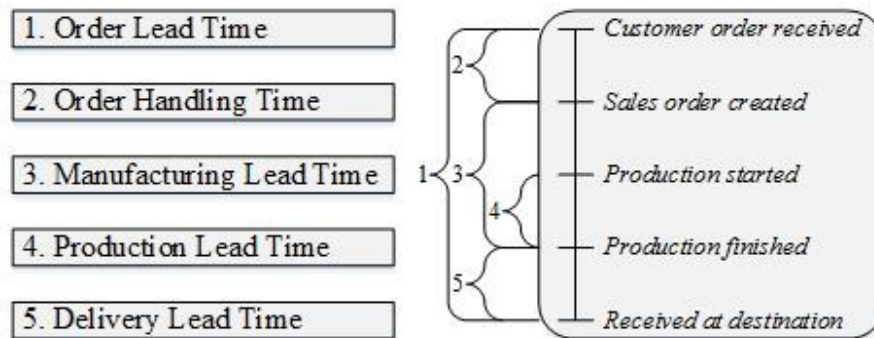 1. Order Lead Time
2. Order Handling Time
3. Manufacturing Lead Time
4. Production Lead Time
5. Delivery Lead Time
1
2
3
4
5
Customer order received
Sales order created
Production started
Production finished
Received at destination